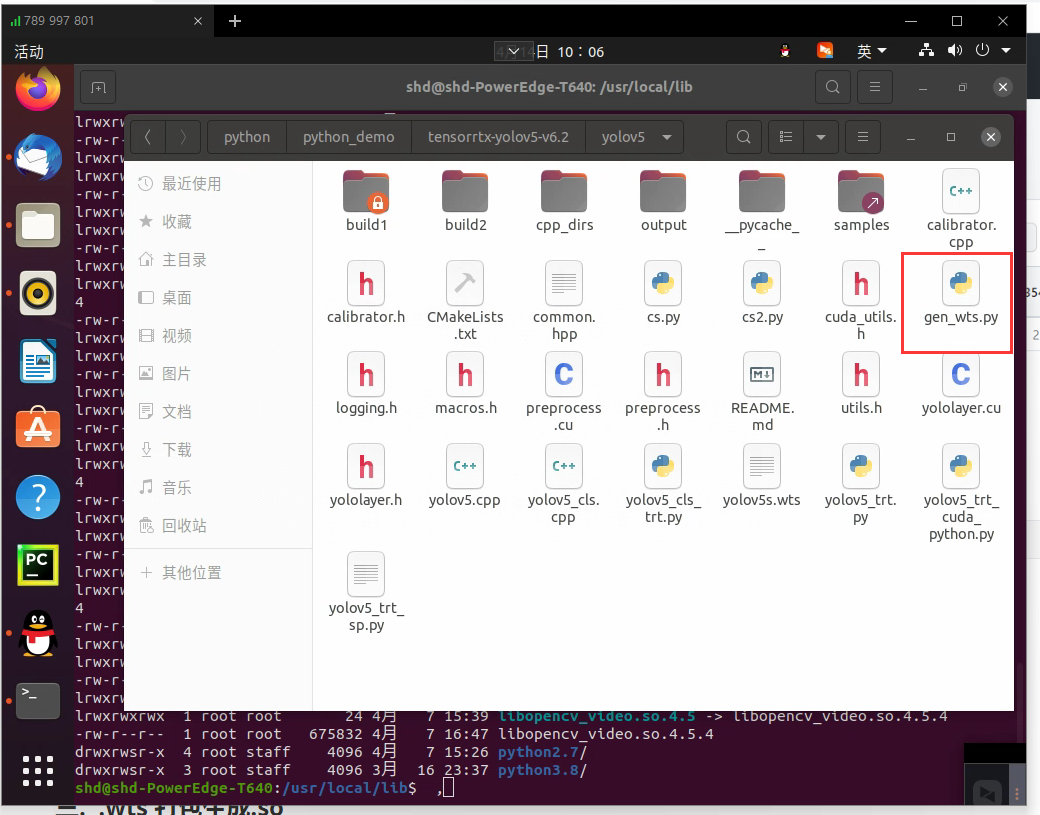 789 997 801
活动
4月14日 10：06
英
shd@shd-PowerEdge-T640: /usr/local/lib
python
python_demo
tensorrtx-yolov5-v6.2
yolov5
最近使用
收藏
主目录
桌面
视频
图片
文档
下载
音乐
回收站
其他位置
build1
build2
cpp_dirs
output
__pycache_
_
samples
calibrator.
cpp
calibrator.h
CMakeLists
.txt
common.
hpp
cs.py
cs2.py
cuda_utils.
h
gen_wts.py
logging.h
macros.h
preprocess
.cu
preprocess
.h
README.
md
utils.h
yololayer.cu
yololayer.h
yolov5.cpp
yolov5_cls.
cpp
yolov5_cls_
trt.py
yolov5s.wts
yolov5_trt.
py
yolov5_trt_
cuda_
python.py
yolov5_trt_
sp.py
lrwxrwxrwx 1 root root 24 4月 7 15:39 libopencv_video.so.4.5 -> libopencv_video.so.4.5.4
-rw-r--r-- 1 root root 675832 4月 7 16:47 libopencv_video.so.4.5.4
drwxrwsr-x 4 root staff 4096 4月 7 15:26 python2.7/
drwxrwsr-x 3 root staff 4096 3月 16 23:37 python3.8/
shd@shd-PowerEdge-T640:/usr/local/lib$ ,